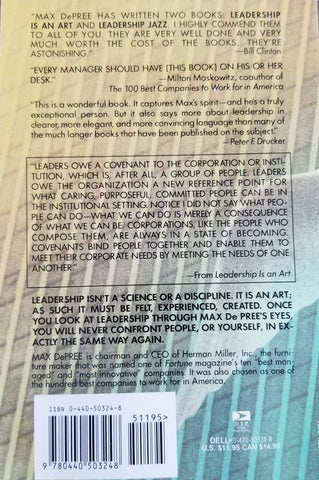 "MAX DePREE HAS WRITTEN TWO BOOKS: LEADERSHIP
IS AN ART AND LEADERSHIP JAZZ. I HIGHLY COMMEND THEM
TO ALL OF YOU. THEY ARE VERY WELL DONE AND VERY
MUCH WORTH THE COST OF THE BOOKS. THEY'RE
ASTONISHING."
—Bill Clinton
"EVERY MANAGER SHOULD HAVE [THIS BOOK] ON HIS OR HER
DESK."
—Milton Moskowitz, coauthor of
The 100 Best Companies to Work for in America
"This is a wonderful book. It captures Max's spirit—and he's a truly
exceptional person. But it also says more about leadership in
clearer, more elegant, and more convincing language than many of
the much longer books that have been published on the subject."
—Peter F. Drucker
"LEADERS OWE A COVENANT TO THE CORPORATION OR INSTI-
TUTION, WHICH IS, AFTER ALL, A GROUP OF PEOPLE. LEADERS
OWE THE ORGANIZATION A NEW REFERENCE POINT FOR
WHAT CARING, PURPOSEFUL, COMMITTED PEOPLE CAN BE
IN THE INSTITUTIONAL SETTING. NOTICE I DID NOT SAY WHAT PEO-
PLE CAN DO—WHAT WE CAN DO IS MERELY A CONSEQUENCE
OF WHAT WE CAN BE. CORPORATIONS, LIKE THE PEOPLE WHO
COMPOSE THEM, ARE ALWAYS IN A STATE OF BECOMING.
COVENANTS BIND PEOPLE TOGETHER AND ENABLE THEM TO
MEET THEIR CORPORATE NEEDS BY MEETING THE NEEDS OF ONE
ANOTHER."
—From Leadership Is an Art
LEADERSHIP ISN'T A SCIENCE OR A DISCIPLINE. IT IS AN ART;
AS SUCH IT MUST BE FELT, EXPERIENCED, CREATED. ONCE
YOU LOOK AT LEADERSHIP THROUGH MAX DE PREE'S EYES,
YOU WILL NEVER CONFRONT PEOPLE, OR YOURSELF, IN EX-
ACTLY THE SAME WAY AGAIN.
MAX DePREE is chairman and CEO of Herman Miller, Inc., the furni-
ture maker that was named one of Fortune magazine's ten "best man-
aged" and "most innovative" companies. It was also chosen as one of
the hundred best companies to work for in America.
ISBN 0-440-50324-8
51195>
9 780440 503248
DELL•0-440-50324-8
U.S. $11.95 CAN $14.95